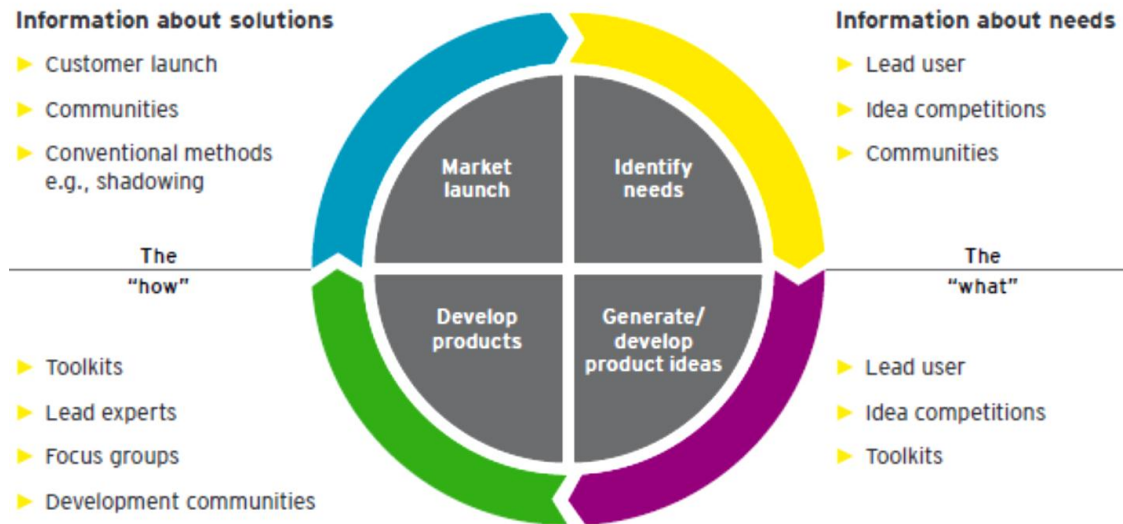 Information about solutions
Customer launch
Communities
Conventional methods
e.g., shadowing
The
"how"
Toolkits
Lead experts
Focus groups
Development communities
Market
launch
Identify
needs
Develop
products
Generate/
develop
product ideas
Information about needs
Lead user
Idea competitions
Communities
The
"what"
Lead user
Idea competitions
Toolkits